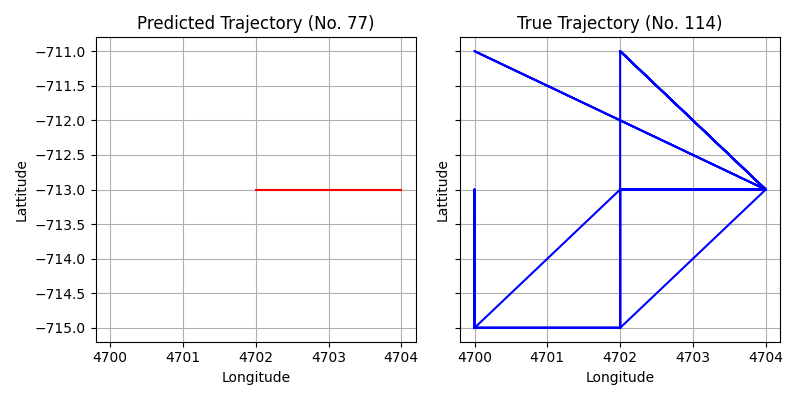 Predicted Trajectory (No. 77)
Lattitude
−711.0
−711.5
−712.0
−712.5
−713.0
−713.5
−714.0
−714.5
−715.0
4700 4701 4702 4703 4704
Longitude
True Trajectory (No. 114)
Lattitude
4700 4701 4702 4703 4704
Longitude